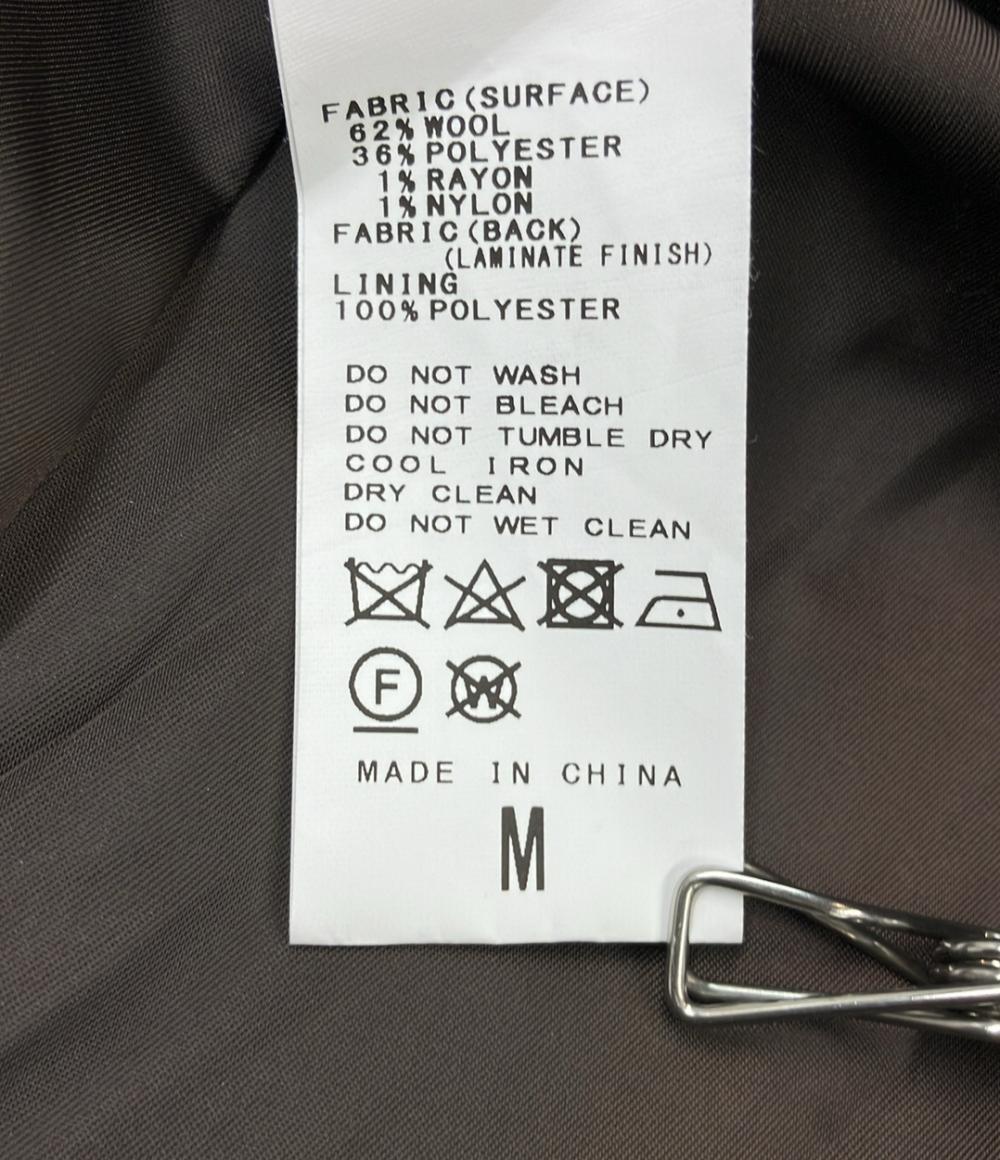 FABRIC(SURFACE)
62% WOOL
36% POLYESTER
1% RAYON
1% NYLON
FABRIC(BACK)
(LAMINATE FINISH)
LINING
100% POLYESTER
DO NOT WASH
DO NOT BLEACH
DO NOT TUMBLE DRY
COOL IRON
DRY CLEAN
DO NOT WET CLEAN
F W
MADE IN CHINA
M